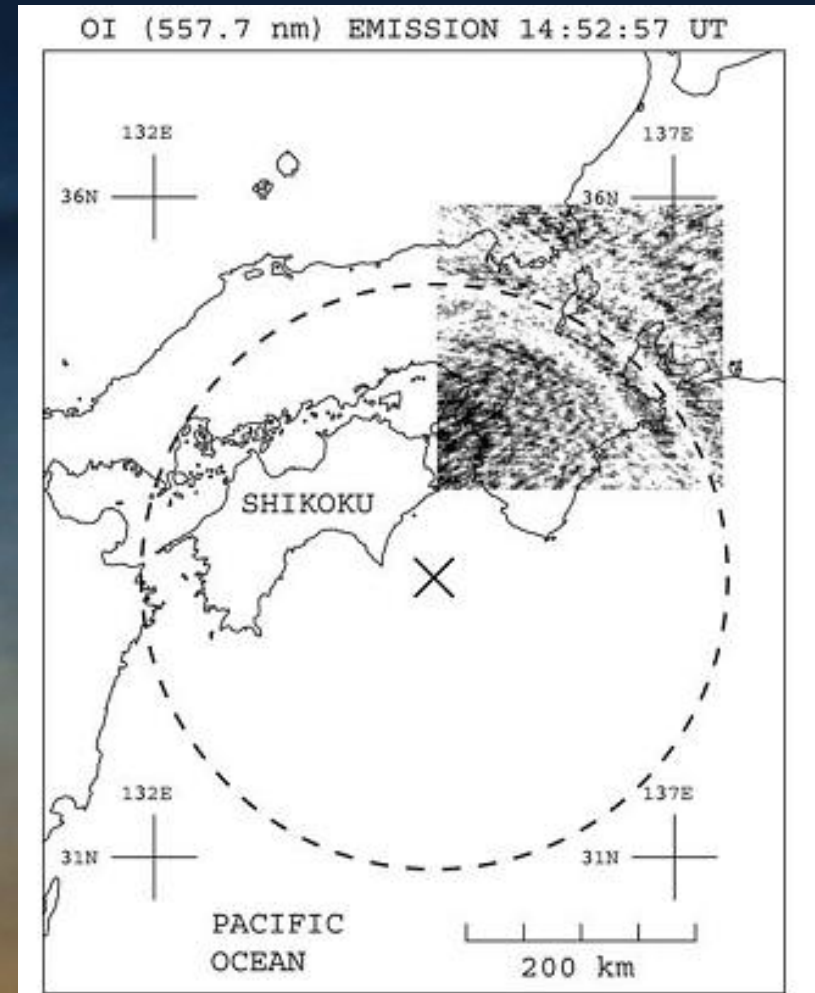 OI (557.7 nm) EMISSION 14:52:57 UT
132E
137E
36N
36N
SHIKOKU
132E
137E
31N
31N
PACIFIC
OCEAN
200 km